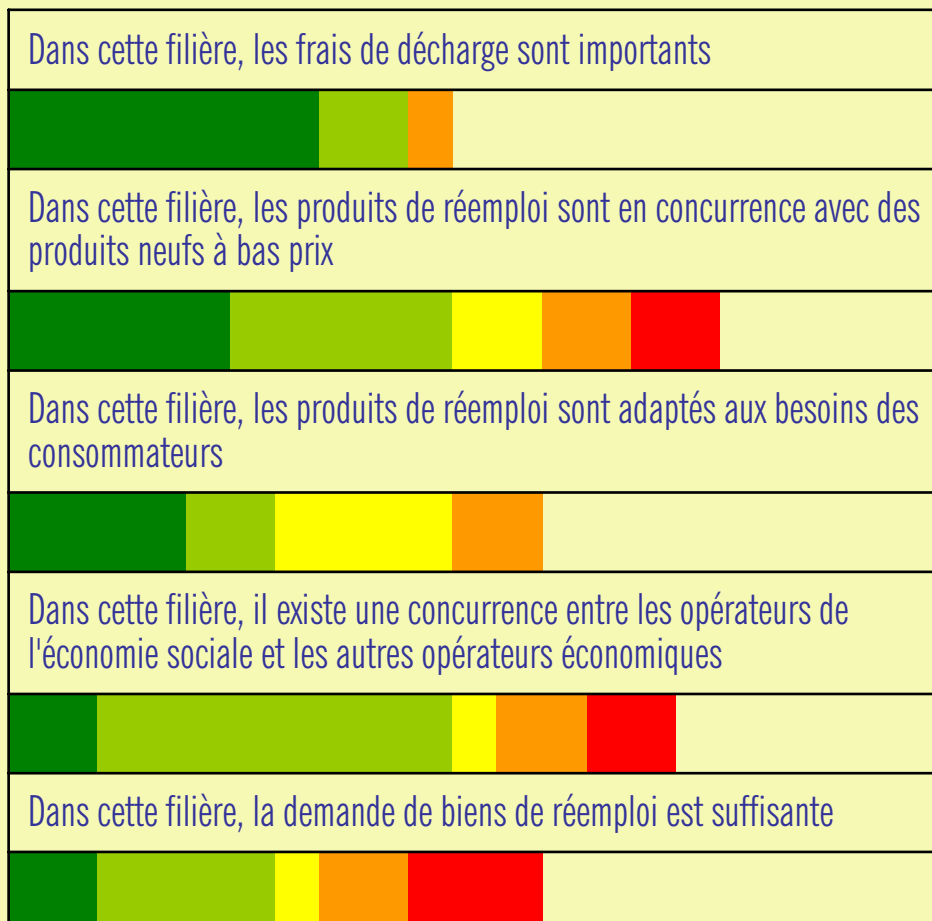 Dans cette filière, les frais de décharge sont importants
Dans cette filière, les produits de réemploi sont en concurrence avec des
produits neufs à bas prix
Dans cette filière, les produits de réemploi sont adaptés aux besoins des
consommateurs
Dans cette filière, il existe une concurrence entre les opérateurs de
l'économie sociale et les autres opérateurs économiques
Dans cette filière, la demande de biens de réemploi est suffisante